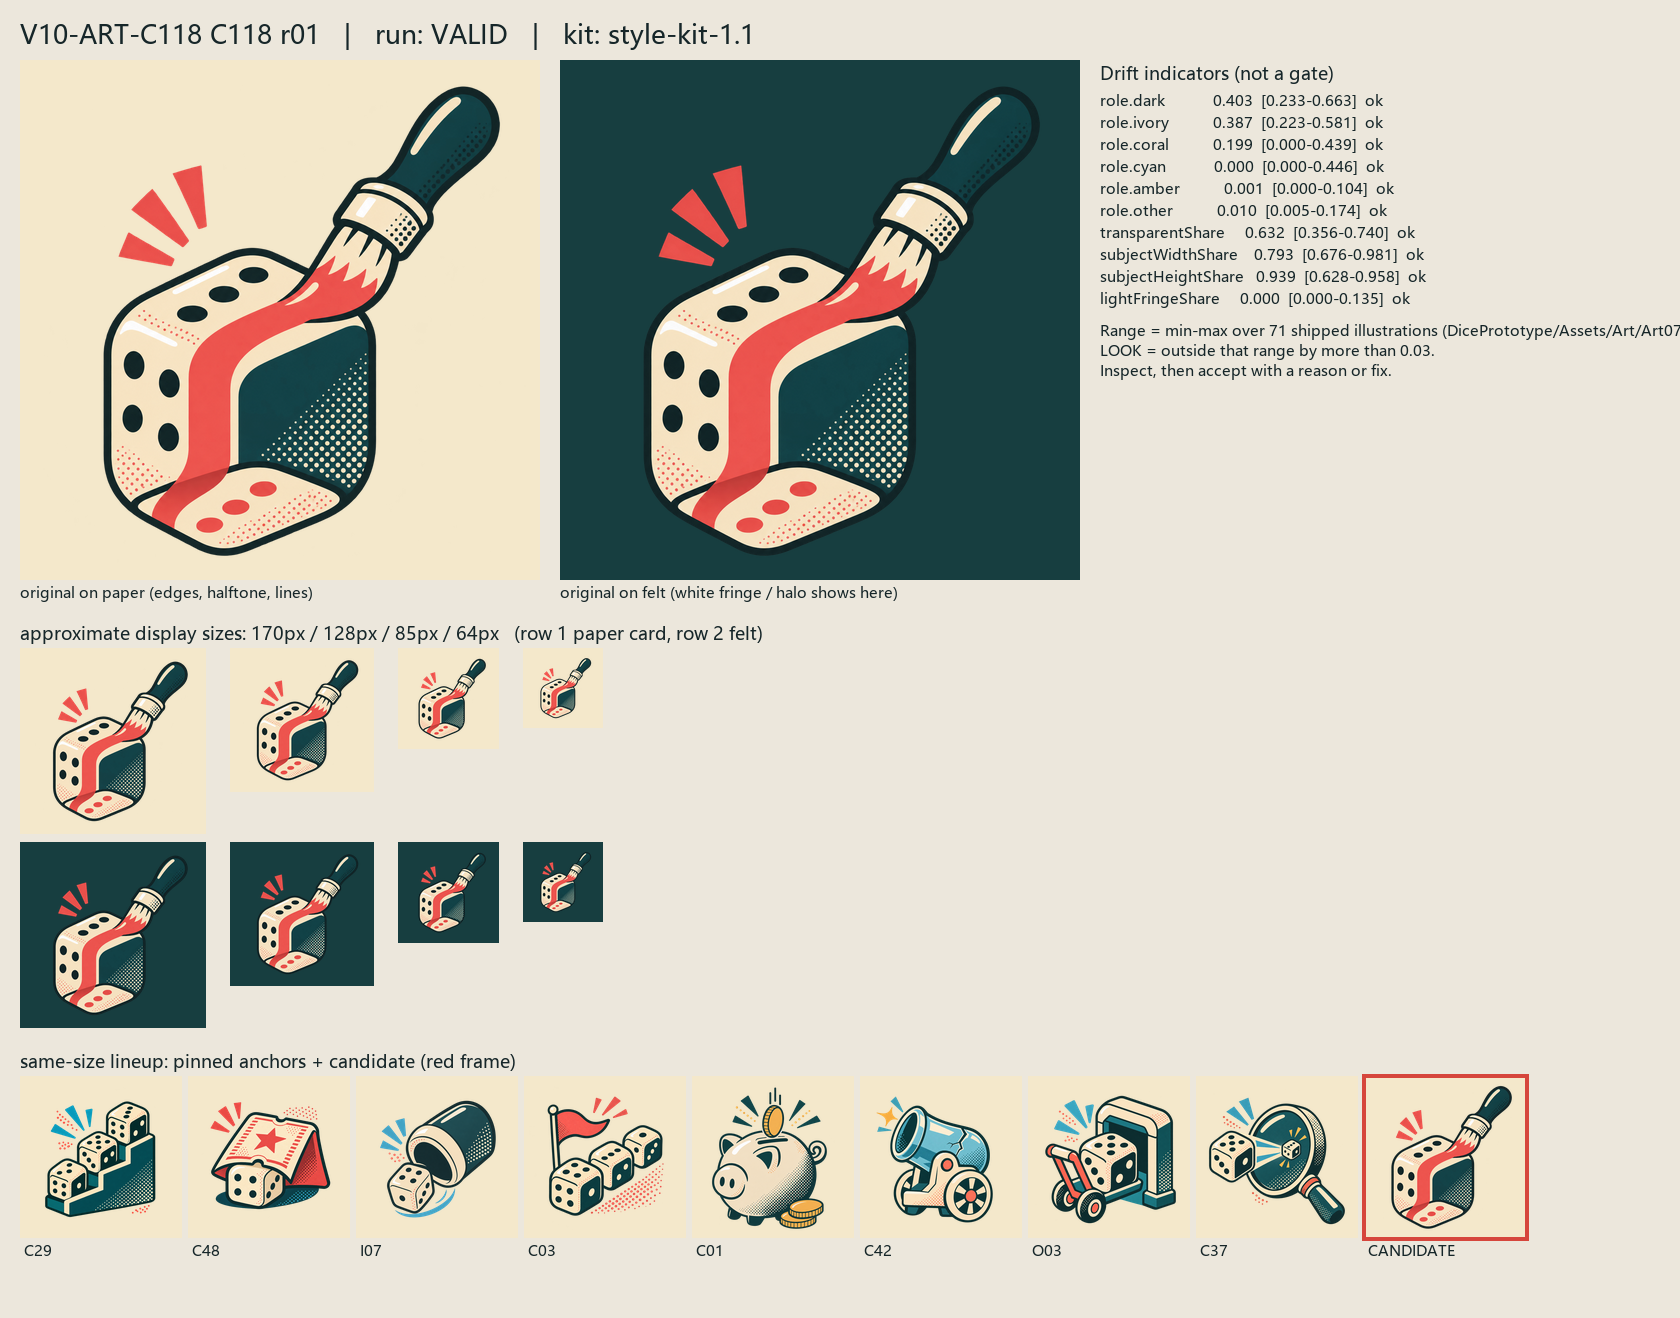 V10-ART-C118 C118 r01 | run: VALID | kit: style-kit-1.1
Drift indicators (not a gate)
role.dark 0.403 [0.233-0.663] ok
role.ivory 0.387 [0.223-0.581] ok
role.coral 0.199 [0.000-0.439] ok
role.cyan 0.000 [0.000-0.446] ok
role.amber 0.001 [0.000-0.104] ok
role.other 0.010 [0.005-0.174] ok
transparentShare 0.632 [0.356-0.740] ok
subjectWidthShare 0.793 [0.676-0.981] ok
subjectHeightShare 0.939 [0.628-0.958] ok
lightFringeShare 0.000 [0.000-0.135] ok
Range = min-max over 71 shipped illustrations (DicePrototype/Assets/Art/Art07
LOOK = outside that range by more than 0.03.
Inspect, then accept with a reason or fix.
original on paper (edges, halftone, lines)
original on felt (white fringe / halo shows here)
approximate display sizes: 170px / 128px / 85px / 64px (row 1 paper card, row 2 felt)
same-size lineup: pinned anchors + candidate (red frame)
C29
C48
I07
C03
C01
C42
O03
C37
CANDIDATE